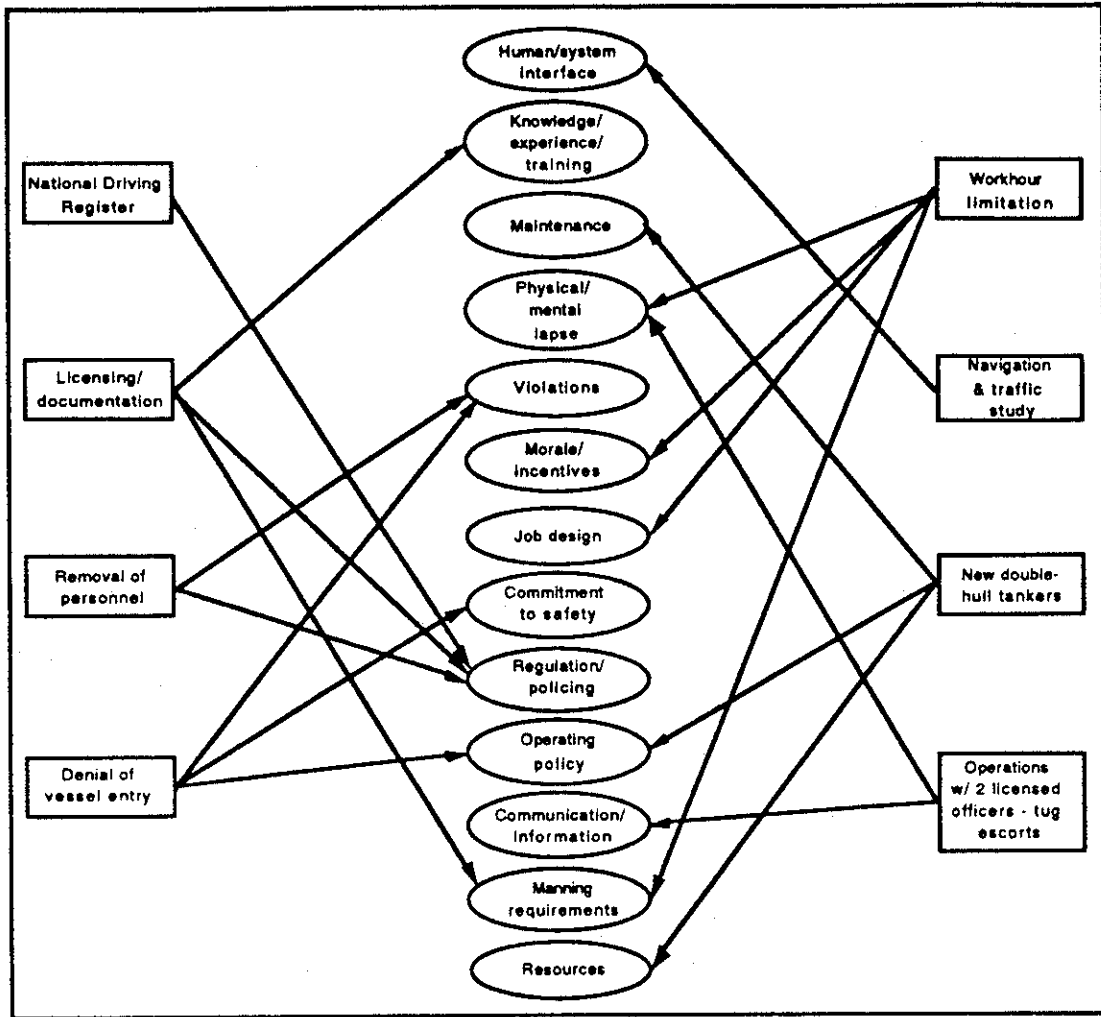 Human/system
Interface
Knowledge/
experience/
training
Maintenance
Physical/
mental
lapse
Violations
Morale/
incentives
Job design
Commitment
to safety
Regulation/
policing
Operating
policy
Communication/
Information
Manning
requirements
Resources
National Driving
Register
Licensing/
documentation
Removal of
personnel
Denial of
vessel entry
Workhour
limitation
Navigation
& traffic
study
New double-
hull tankers
Operations
w/ 2 licensed
officers - tug
escorts